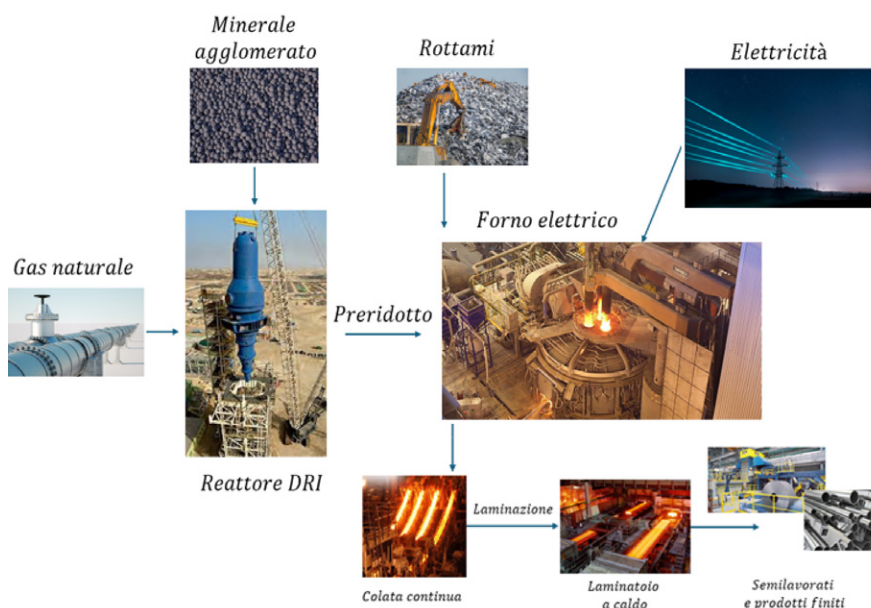 Minerale
agglomerato
Rottami
Elettricità
Forno elettrico
Gas naturale
Preridotto
Reattore DRI
Laminazione
Colata continua
Laminatoio
a caldo
Semilavorati
e prodotti finiti